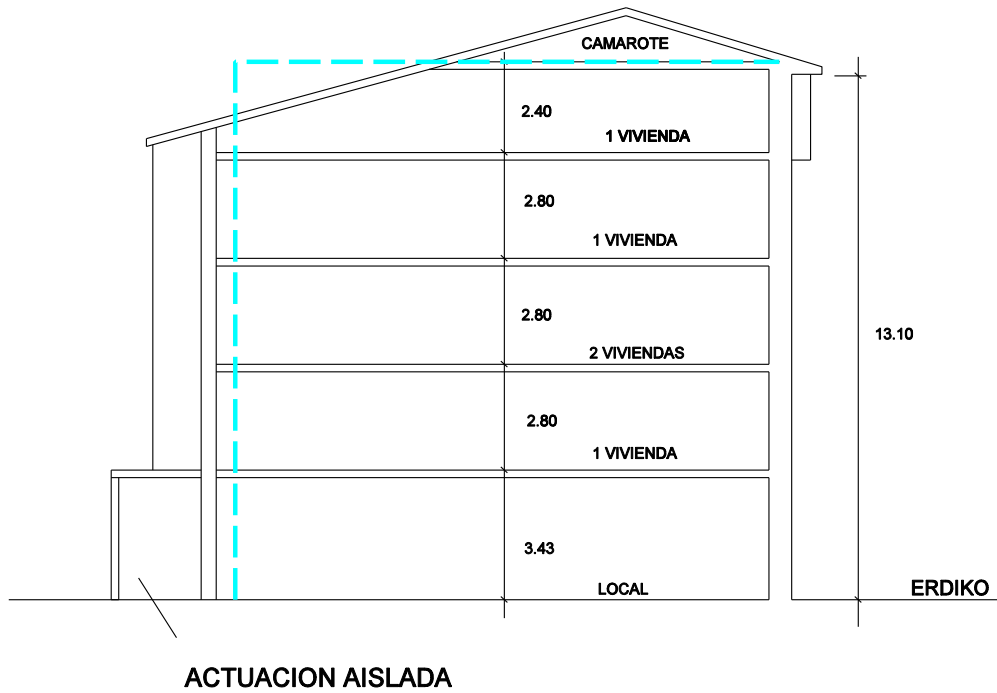 CAMAROTE
2.40
1 VIVIENDA
2.80
1 VIVIENDA
2.80
2 VIVIENDAS
13.10
2.80
1 VIVIENDA
3.43
LOCAL
ERDIKO
ACTUACION AISLADA